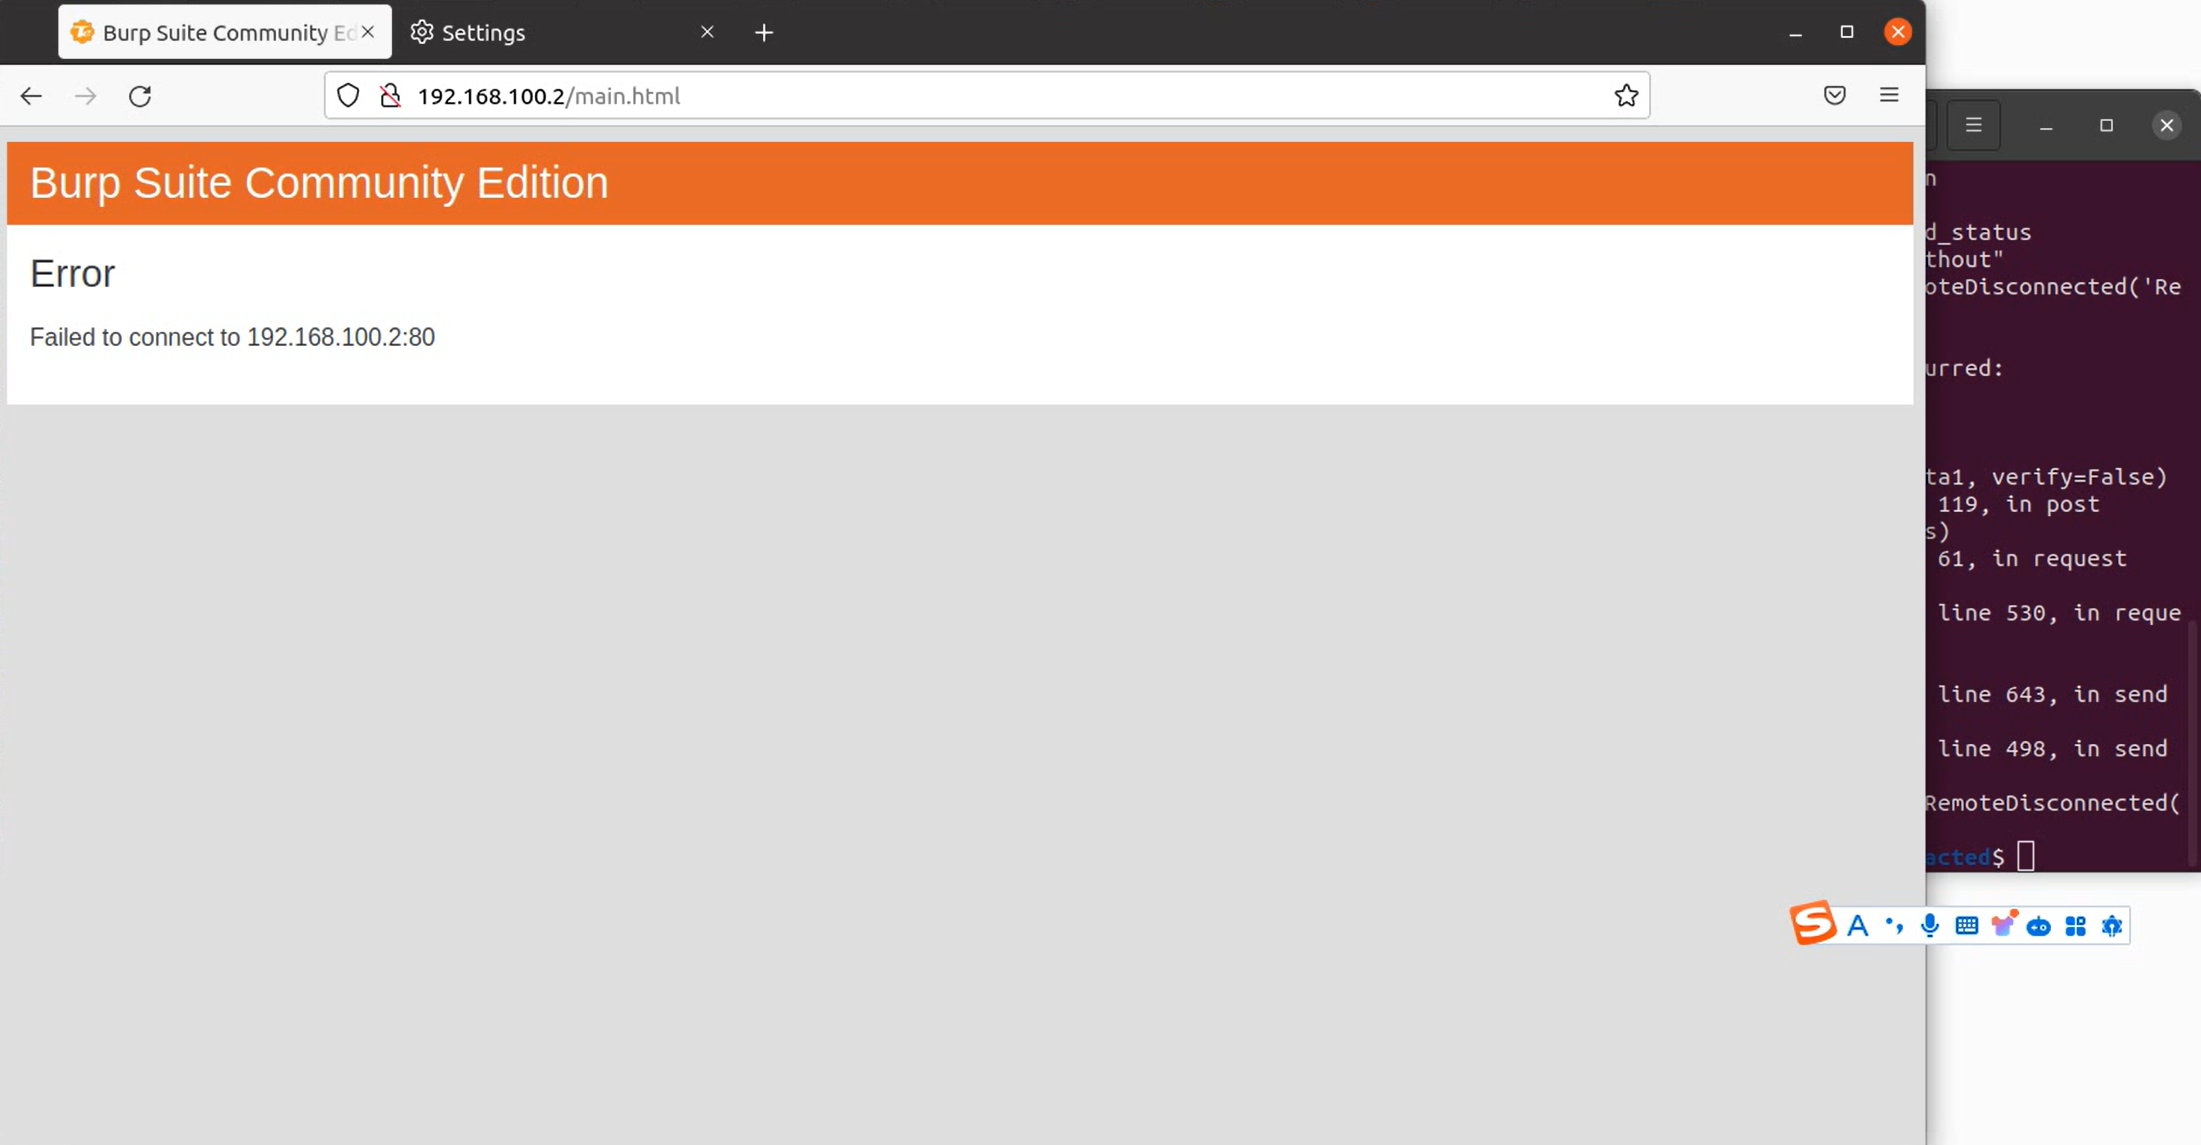 Burp Suite Community Ed
Settings
192.168.100.2/main.html
Burp Suite Community Edition
Error
Failed to connect to 192.168.100.2:80
n
d_status
thout"
oteDisconnected('Re
urred:
ta1, verify=False)
119, in post
s)
61, in request
line 530, in reque
line 643, in send
line 498, in send
RemoteDisconnected(
acted$
S A